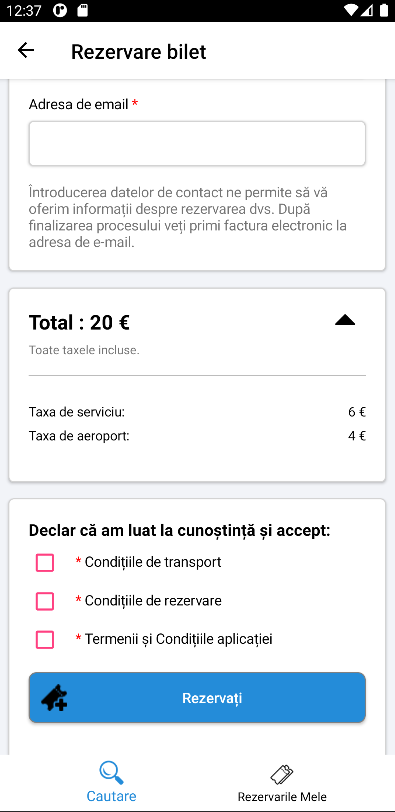 12:37
Rezervare bilet
Adresa de email *
Introducerea datelor de contact ne permite să vă
oferim informații despre rezervarea dvs. După
finalizarea procesului veți primi factura electronic la
adresa de e-mail.
Total : 20 €
Toate taxele incluse.
Taxa de serviciu: 6 €
Taxa de aeroport: 4 €
Declar că am luat la cunoștință și accept:
* Condițiile de transport
* Condițiile de rezervare
* Termenii și Condițiile aplicației
Rezervați
Cautare
Rezervarile Mele